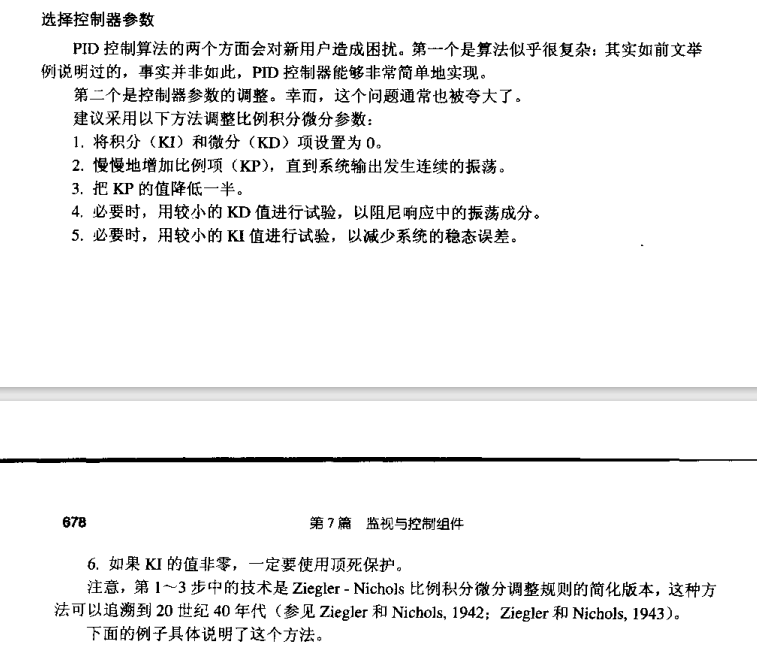 选择控制器参数
PID 控制算法的两个方面会对新用户造成困扰。第一个是算法似乎很复杂；其实如前文举
例说明过的，事实并非如此，PID 控制器能够非常简单地实现。
第二个是控制器参数的调整。幸而，这个问题通常也被夸大了。
建议采用以下方法调整比例积分微分参数：
1. 将积分（KI）和微分（KD）项设置为 0。
2. 慢慢地增加比例项（KP），直到系统输出发生连续的振荡。
3. 把 KP 的值降低一半。
4. 必要时，用较小的 KD 值进行试验，以阻尼响应中的振荡成分。
5. 必要时，用较小的 KI 值进行试验，以减少系统的稳态误差。
678 第 7 篇 监视与控制组件
6. 如果 KI 的值非零，一定要使用顶死保护。
注意，第 1～3 步中的技术是 Ziegler - Nichols 比例积分微分调整规则的简化版本，这种方
法可以追溯到 20 世纪 40 年代（参见 Ziegler 和 Nichols, 1942；Ziegler 和 Nichols, 1943）。
下面的例子具体说明了这个方法。